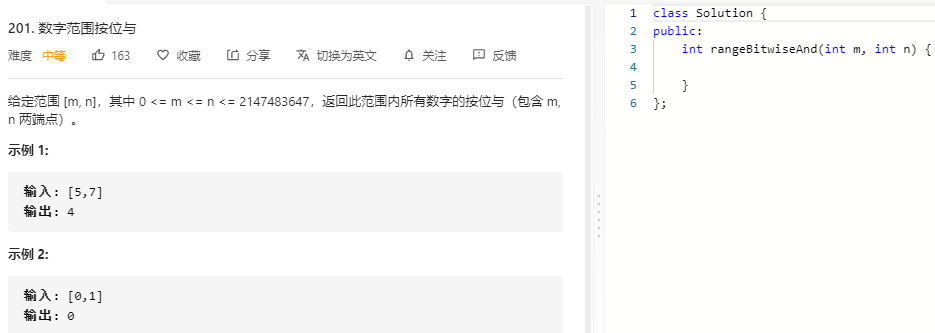 201. 数字范围按位与
难度 中等 163 收藏 分享 切换为英文 关注 反馈
给定范围 [m, n]，其中 0 <= m <= n <= 2147483647，返回此范围内所有数字的按位与（包含 m,
n 两端点）。
示例 1:
输入: [5,7]
输出: 4
示例 2:
输入: [0,1]
输出: 0
1 class Solution {
2 public:
3     int rangeBitwiseAnd(int m, int n) {
4
5     }
6 };